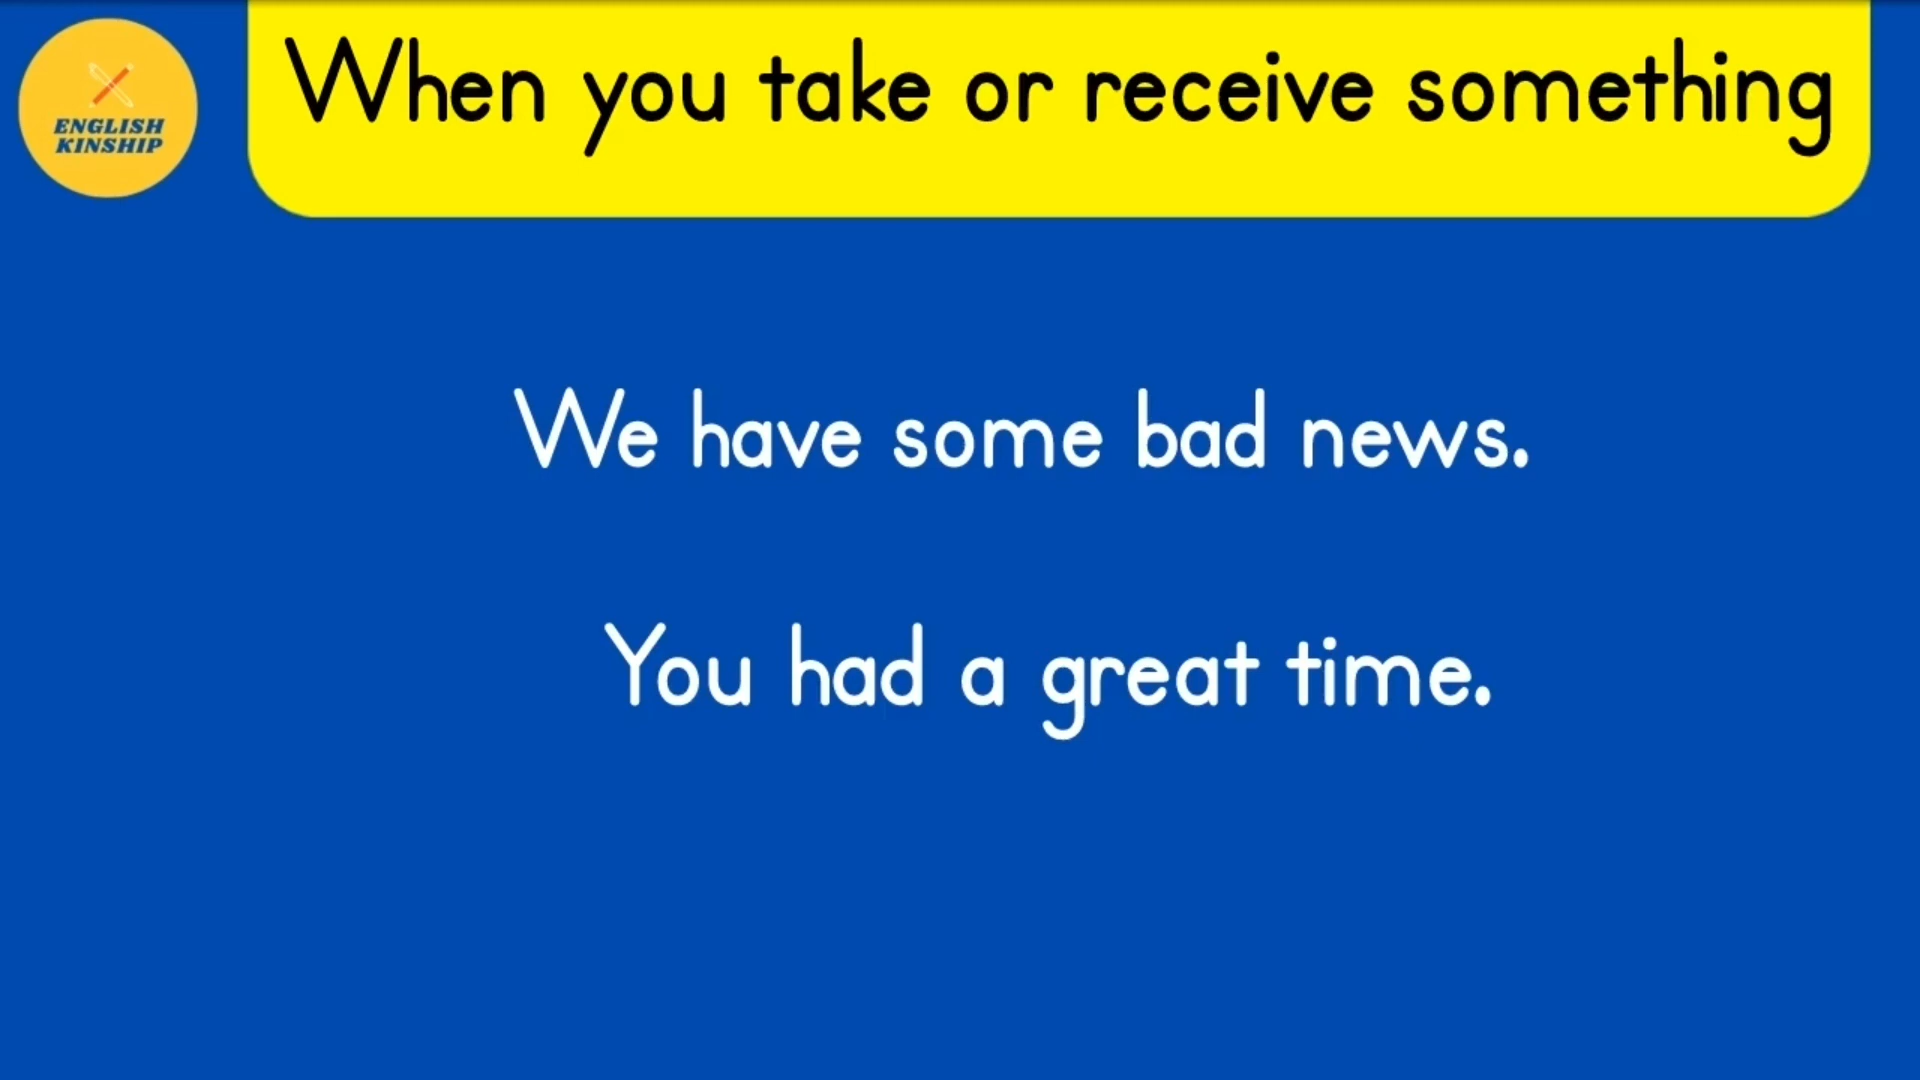 When you take or receive something
ENGLISH
KINSHIP
We have some bad news.
You had a great time.